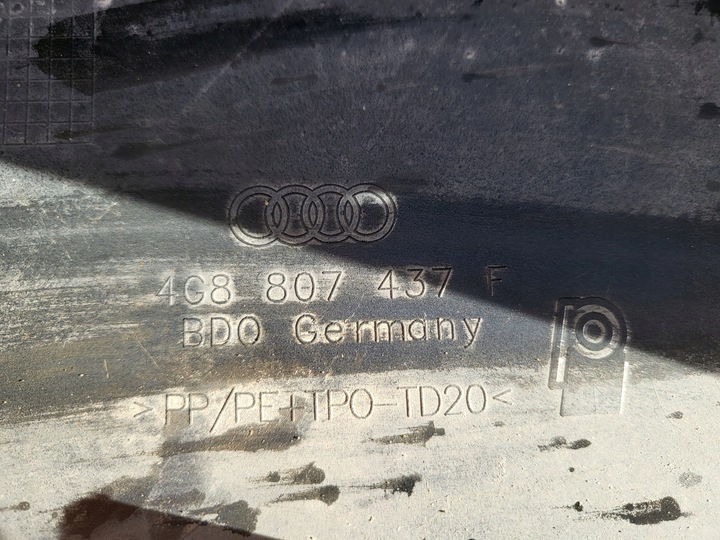 4G8 807 437 F
BDO Germany
>PP/PE+TPO-TD20<